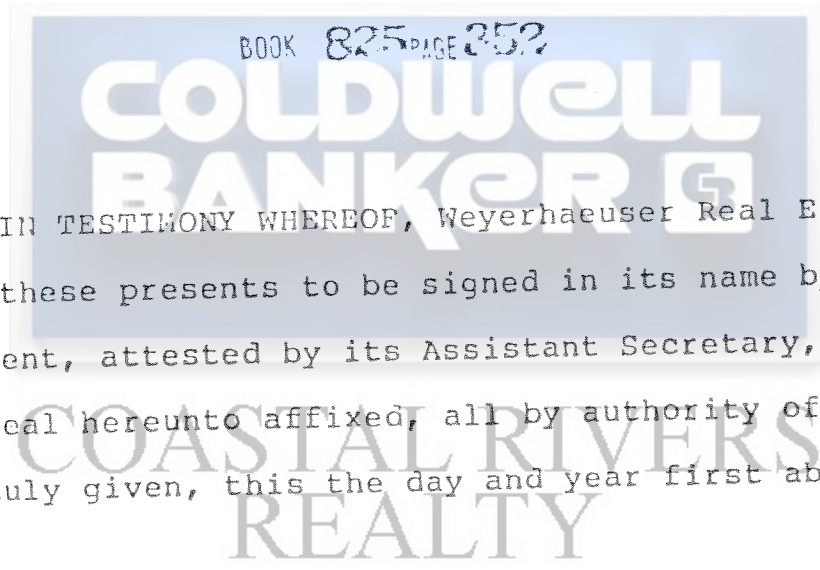 BOOK 825 PAGE 352
COLDWELL
BANKER
IN TESTIMONY WHEREOF, Weyerhaeuser Real E
these presents to be signed in its name by
ent, attested by its Assistant Secretary,
eal hereunto affixed, all by authority of
uly given, this the day and year first ab
COASTAL RIVERS
REALTY